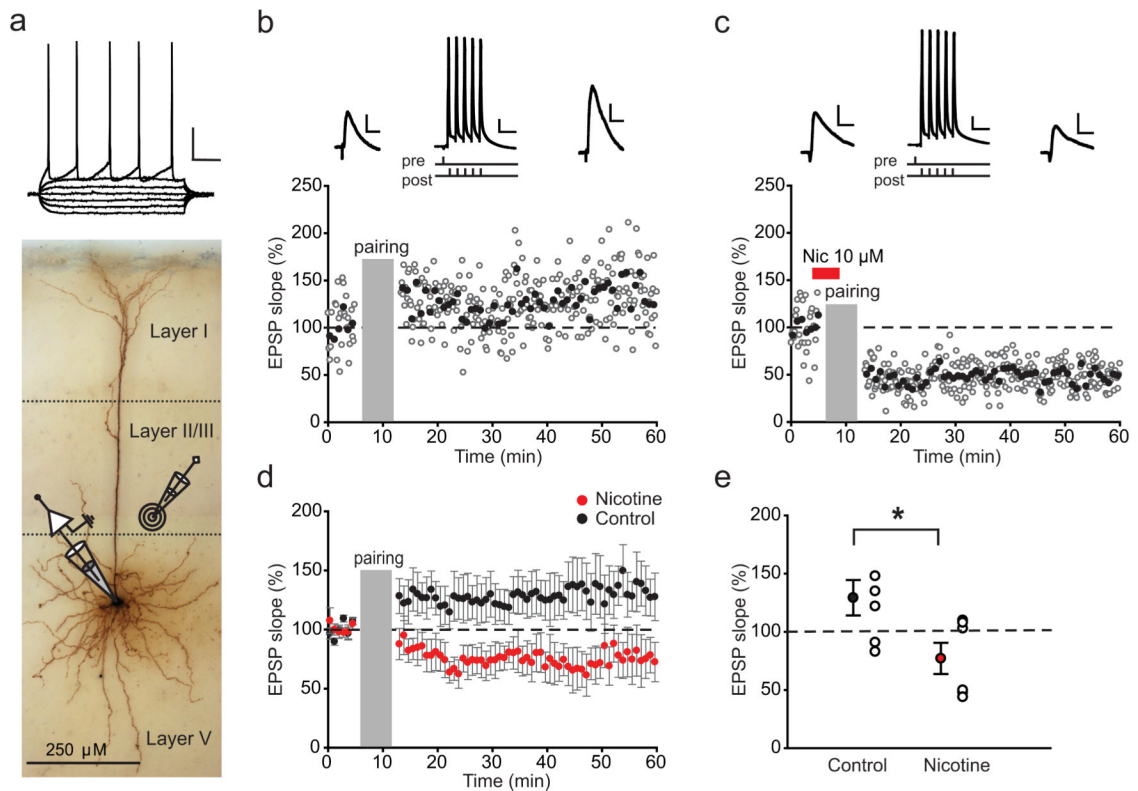 a
Layer I
Layer II/III
Layer V
250 µM
b
pre
post
EPSP slope (%)
250
200
150
100
50
0
pairing
0 10 20 30 40 50 60
Time (min)
c
pre
post
EPSP slope (%)
250
200
150
100
50
0
Nic 10 µM
pairing
0 10 20 30 40 50 60
Time (min)
d
Nicotine
Control
EPSP slope (%)
200
150
100
50
0
pairing
0 10 20 30 40 50 60
Time (min)
e
EPSP slope (%)
200
150
100
50
0
*
Control Nicotine